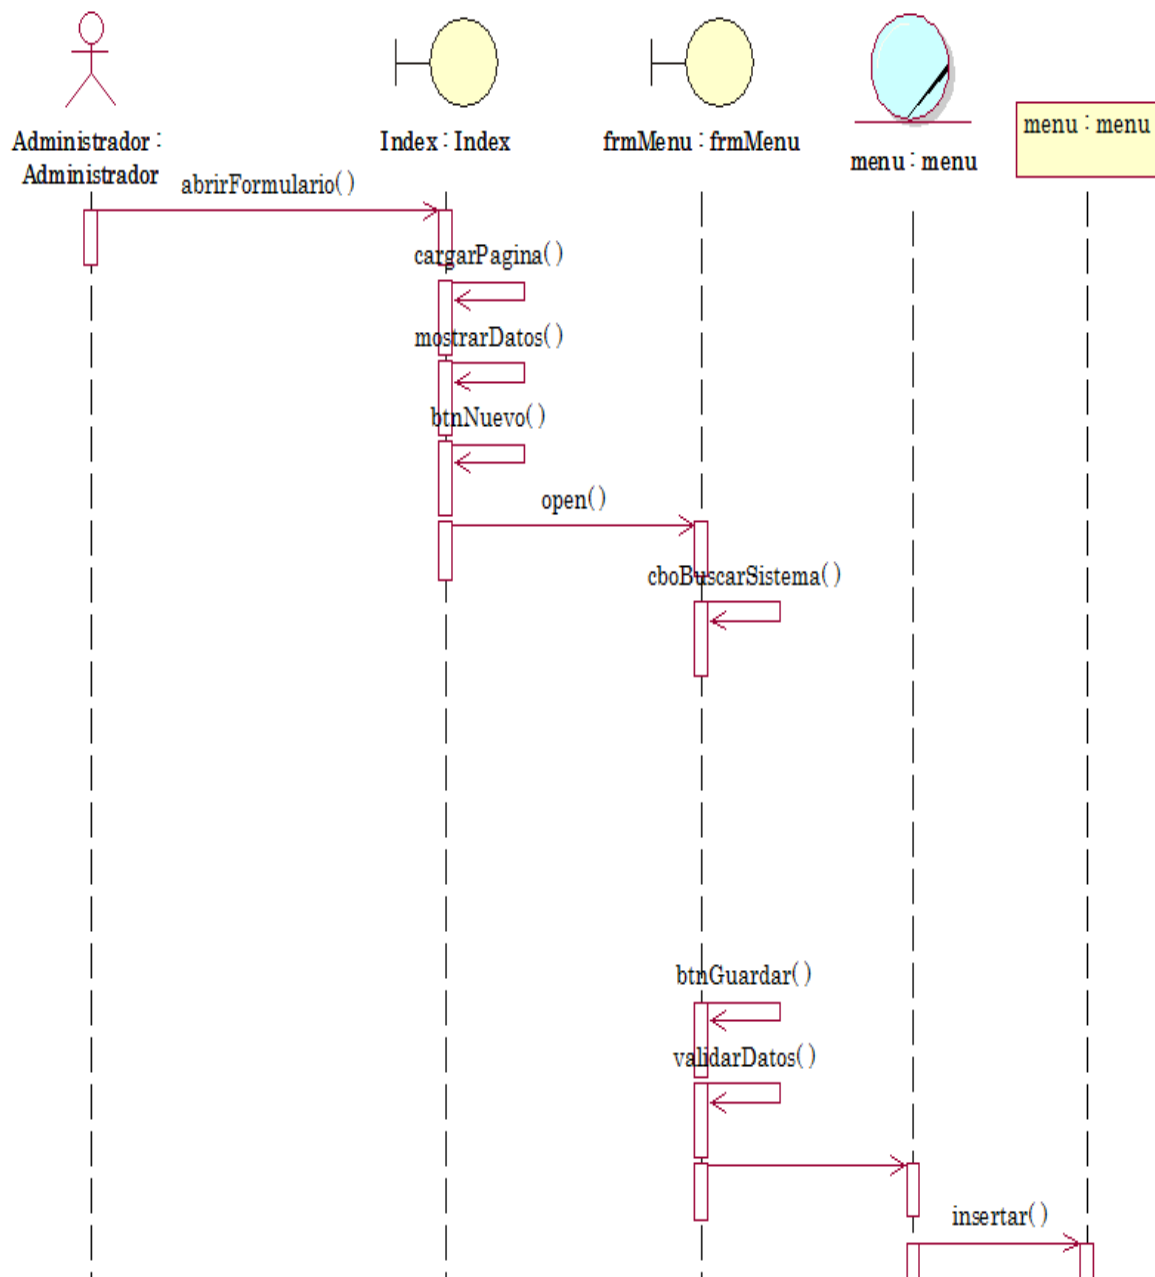 Administrador :
Administrador
Index : Index
frmMenu : frmMenu
menu : menu
menu : menu
abrirFormulario( )
cargarPagina( )
mostrarDatos( )
btnNuevo( )
open( )
cboBuscarSistema( )
btnGuardar( )
validarDatos( )
insertar( )